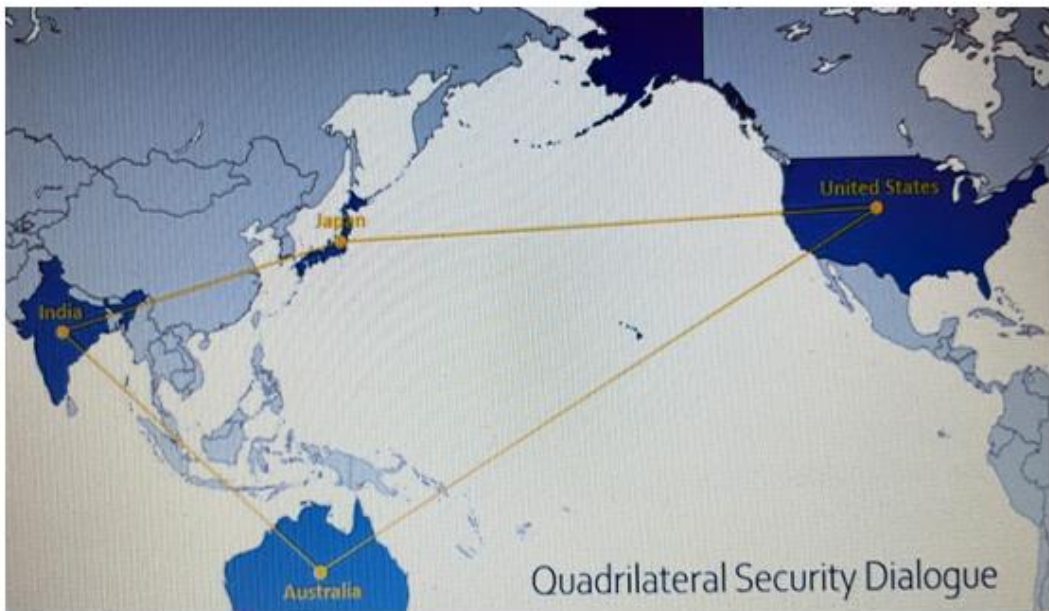 United States
Japan
India
Australia
Quadrilateral Security Dialogue